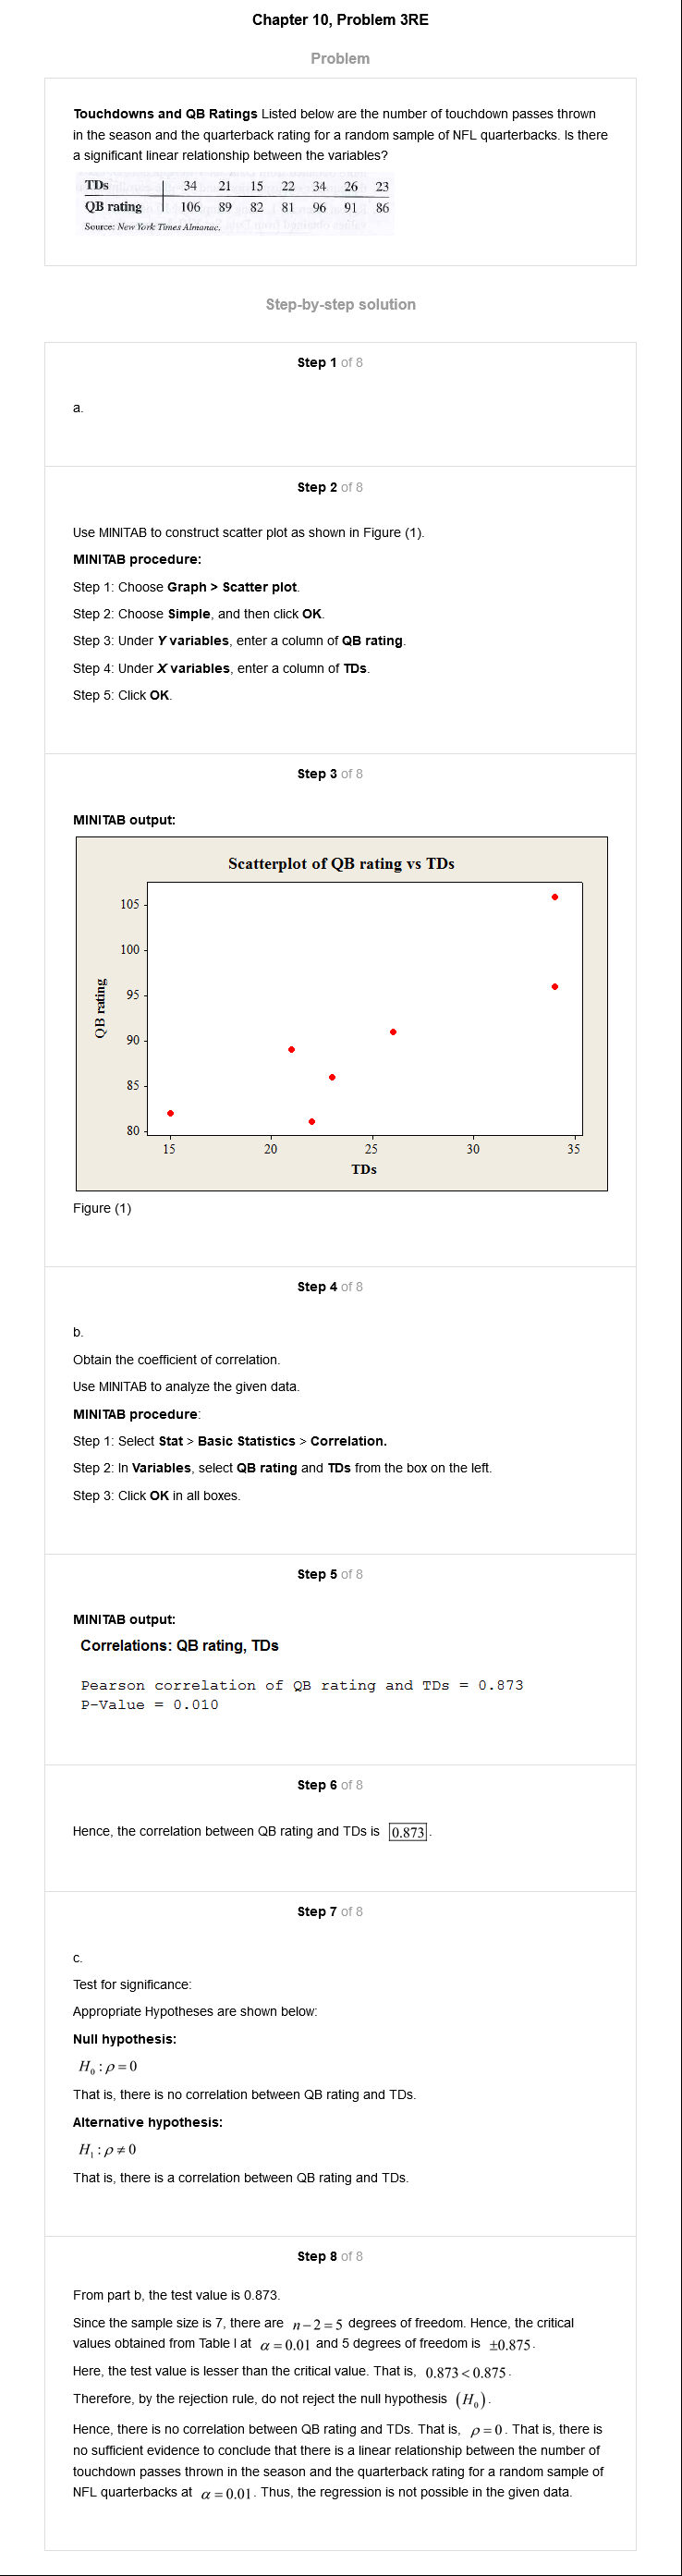 Chapter 10, Problem 3RE
Problem
Touchdowns and QB Ratings Listed below are the number of touchdown passes thrown
in the season and the quarterback rating for a random sample of NFL quarterbacks. Is there
a significant linear relationship between the variables?
TDs 34 21 15 22 34 26 23
QB rating 106 89 82 81 96 91 86
Source: New York Times Almanac.
Step-by-step solution
Step 1 of 8
a.
Step 2 of 8
Use MINITAB to construct scatter plot as shown in Figure (1).
MINITAB procedure:
Step 1: Choose Graph > Scatter plot.
Step 2: Choose Simple, and then click OK.
Step 3: Under Y variables, enter a column of QB rating.
Step 4: Under X variables, enter a column of TDs.
Step 5: Click OK.
Step 3 of 8
MINITAB output:
Scatterplot of QB rating vs TDs
105
100
95
90
85
80
QB rating
15 20 25 30 35
TDs
Figure (1)
Step 4 of 8
b.
Obtain the coefficient of correlation.
Use MINITAB to analyze the given data.
MINITAB procedure:
Step 1: Select Stat > Basic Statistics > Correlation.
Step 2: In Variables, select QB rating and TDs from the box on the left.
Step 3: Click OK in all boxes.
Step 5 of 8
MINITAB output:
Correlations: QB rating, TDs
Pearson correlation of QB rating and TDs = 0.873
P-Value = 0.010
Step 6 of 8
Hence, the correlation between QB rating and TDs is 0.873.
Step 7 of 8
c.
Test for significance:
Appropriate Hypotheses are shown below:
Null hypothesis:
H₀ : ρ = 0
That is, there is no correlation between QB rating and TDs.
Alternative hypothesis:
H₁ : ρ ≠ 0
That is, there is a correlation between QB rating and TDs.
Step 8 of 8
From part b, the test value is 0.873.
Since the sample size is 7, there are n − 2 = 5 degrees of freedom. Hence, the critical
values obtained from Table I at α = 0.01 and 5 degrees of freedom is ±0.875.
Here, the test value is lesser than the critical value. That is, 0.873 < 0.875.
Therefore, by the rejection rule, do not reject the null hypothesis (H₀).
Hence, there is no correlation between QB rating and TDs. That is, ρ = 0. That is, there is
no sufficient evidence to conclude that there is a linear relationship between the number of
touchdown passes thrown in the season and the quarterback rating for a random sample of
NFL quarterbacks at α = 0.01. Thus, the regression is not possible in the given data.